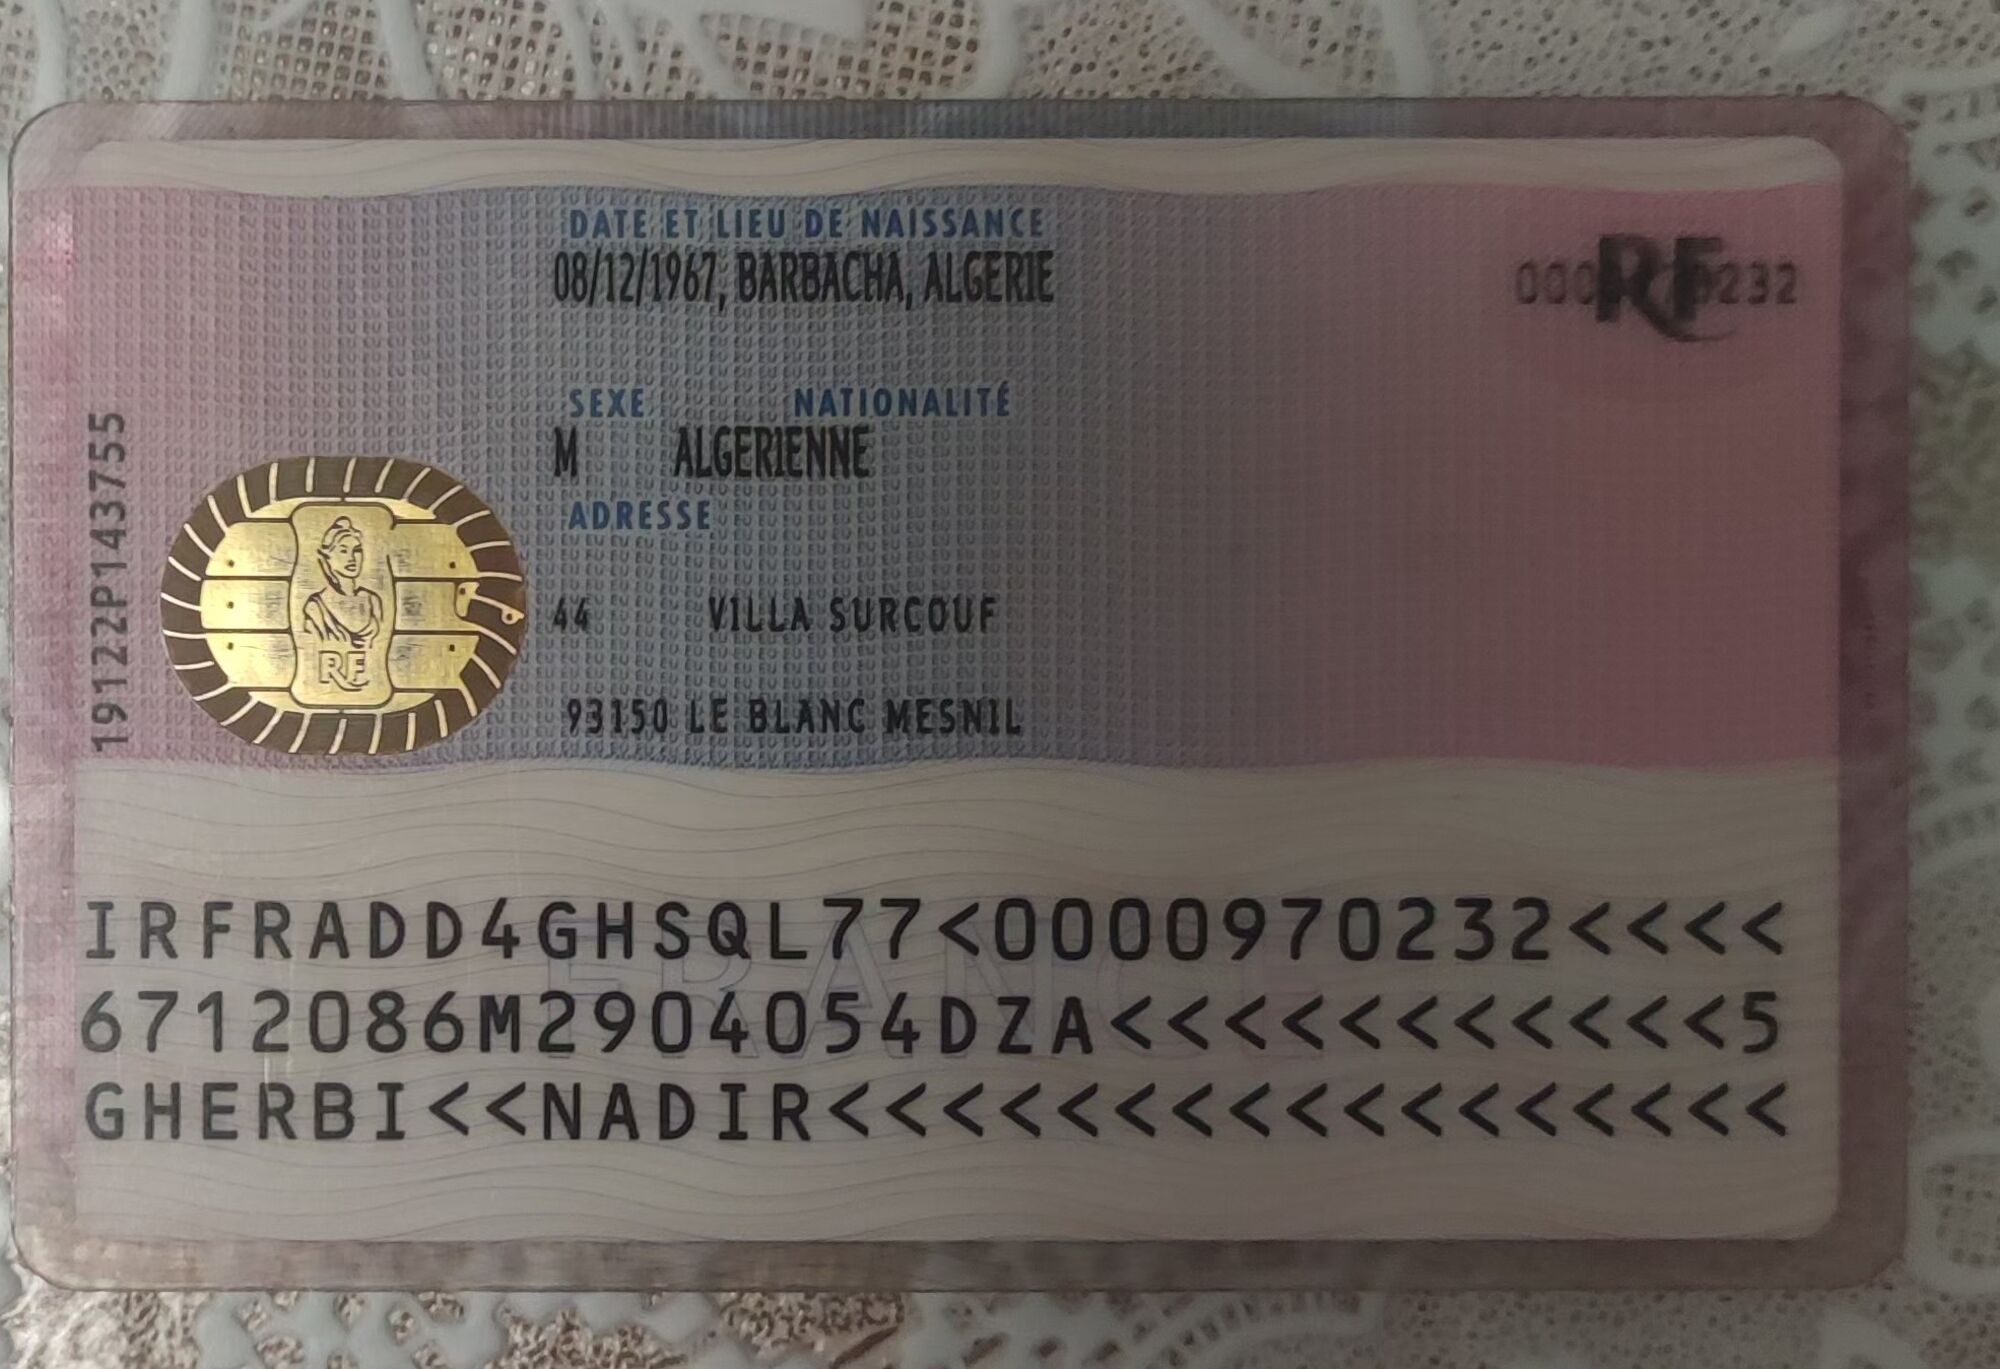 DATE ET LIEU DE NAISSANCE
08/12/1967, BARBACHA, ALGERIE
RF
SEXE NATIONALITÉ
M ALGERIENNE
ADRESSE
44 VILLA SURCOUF
93150 LE BLANC MESNIL
19122P143755
RF
IRFRADD4GHSQL77<0000970232<<<<
6712086M2904054DZA<<<<<<<<<<<5
GHERBI<<NADIR<<<<<<<<<<<<<<<<<